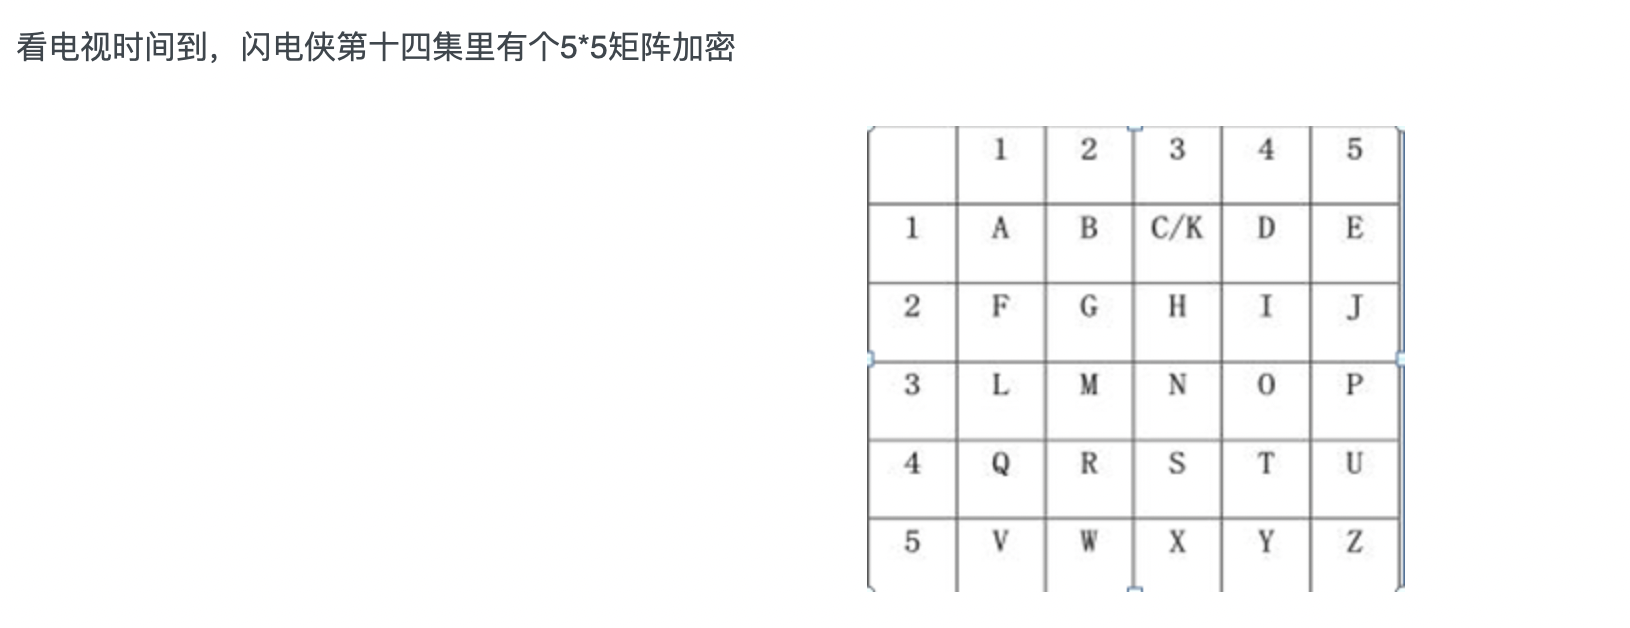 看电视时间到，闪电侠第十四集里有个5*5矩阵加密
1 2 3 4 5
1 A B C/K D E
2 F G H I J
3 L M N O P
4 Q R S T U
5 V W X Y Z